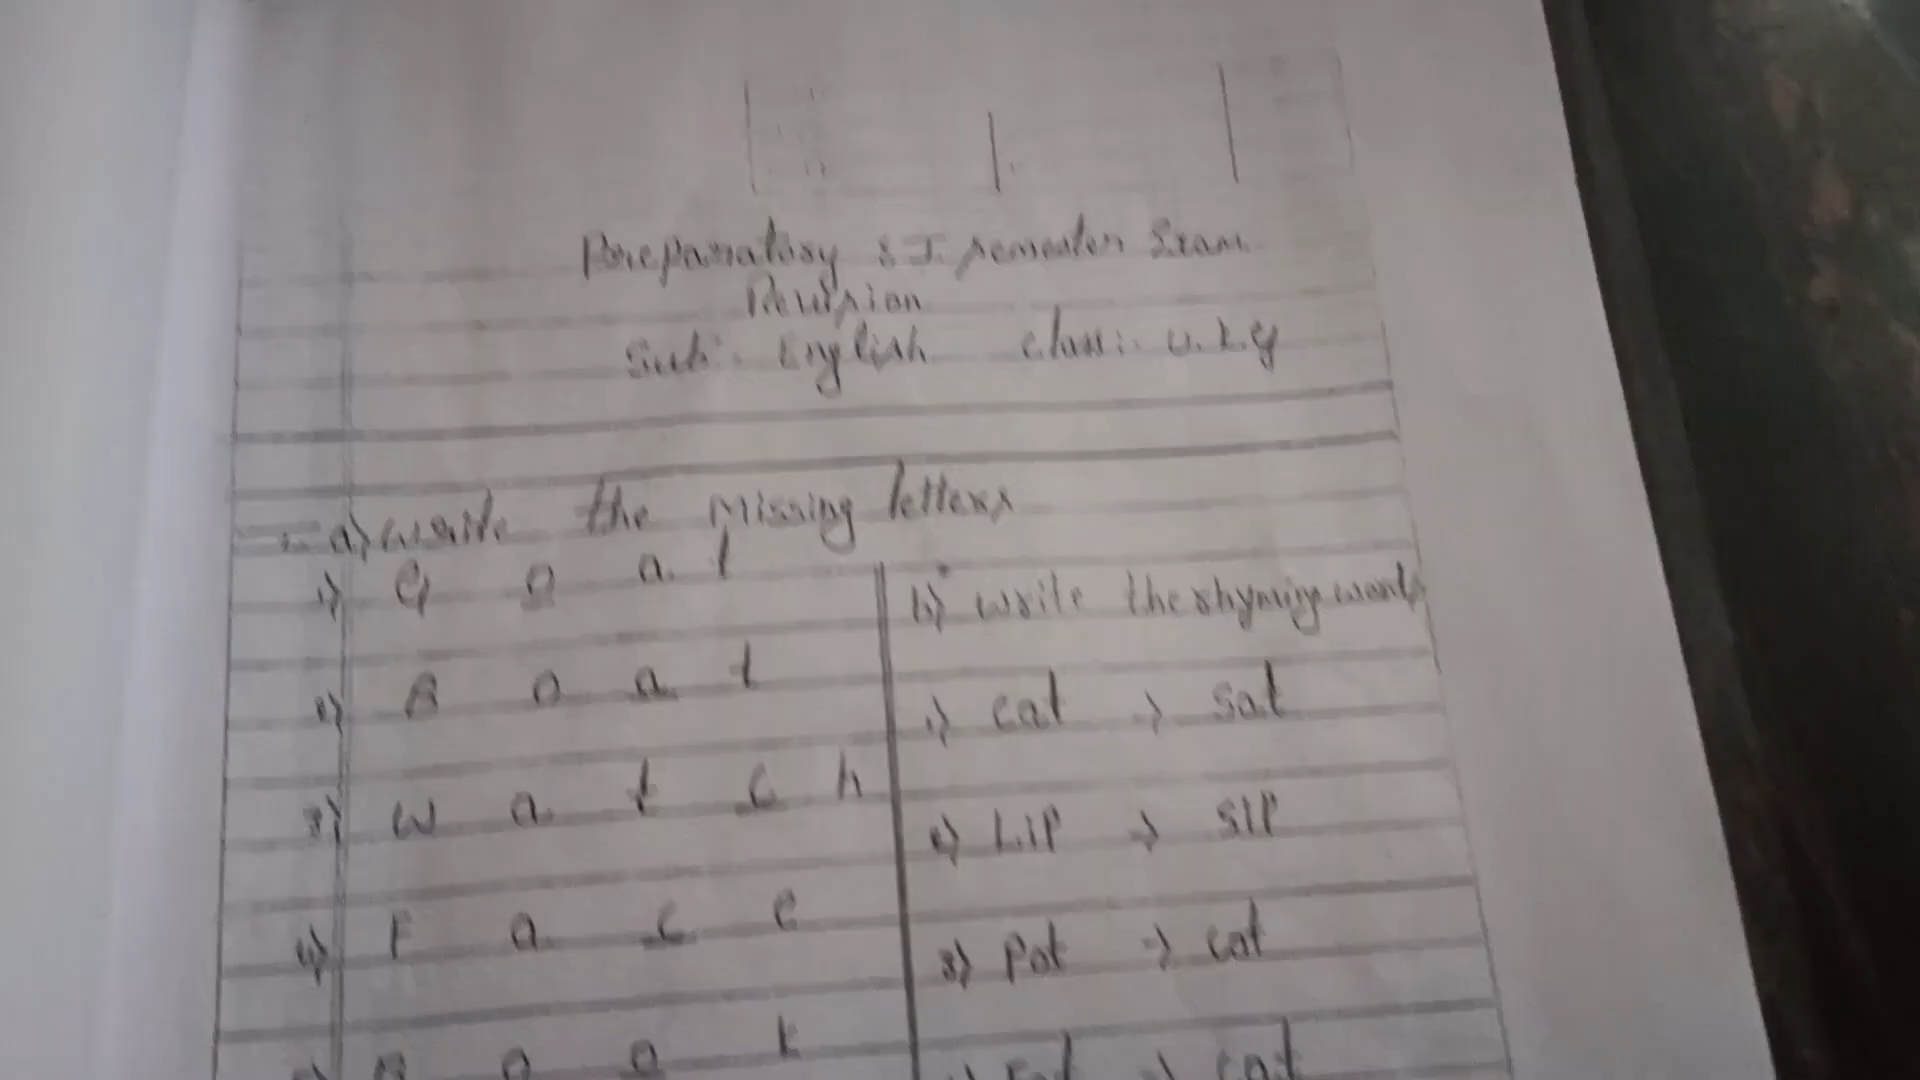 Preparatory & I semester Exam
Revision
Sub:- English class:- U.K.G
a) write the Missing letters
1) G o a t
2) B o a t
3) W a t c h
4) F a c e
B o o k
b) write the rhyming words
1) cat → sat
2) Lip → SIP
3) Pot → cot
→ cat